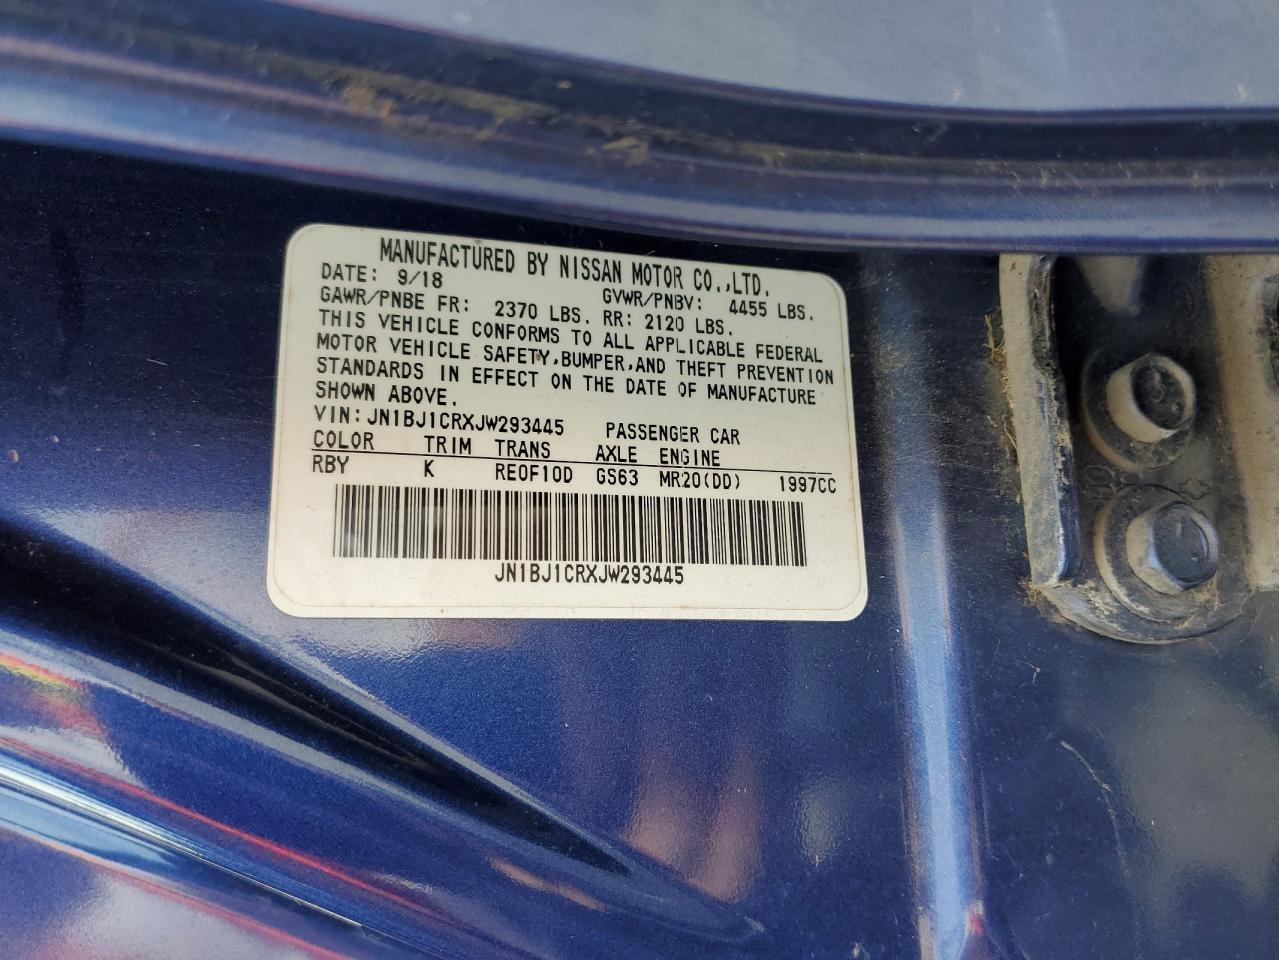 MANUFACTURED BY NISSAN MOTOR CO.,LTD.
DATE: 9/18 GVWR/PNBV: 4455 LBS.
GAWR/PNBE FR: 2370 LBS. RR: 2120 LBS.
THIS VEHICLE CONFORMS TO ALL APPLICABLE FEDERAL
MOTOR VEHICLE SAFETY,BUMPER,AND THEFT PREVENTION
STANDARDS IN EFFECT ON THE DATE OF MANUFACTURE
SHOWN ABOVE.
VIN: JN1BJ1CRXJW293445 PASSENGER CAR
COLOR TRIM TRANS AXLE ENGINE
RBY K RE0F10D GS63 MR20(DD) 1997CC
JN1BJ1CRXJW293445